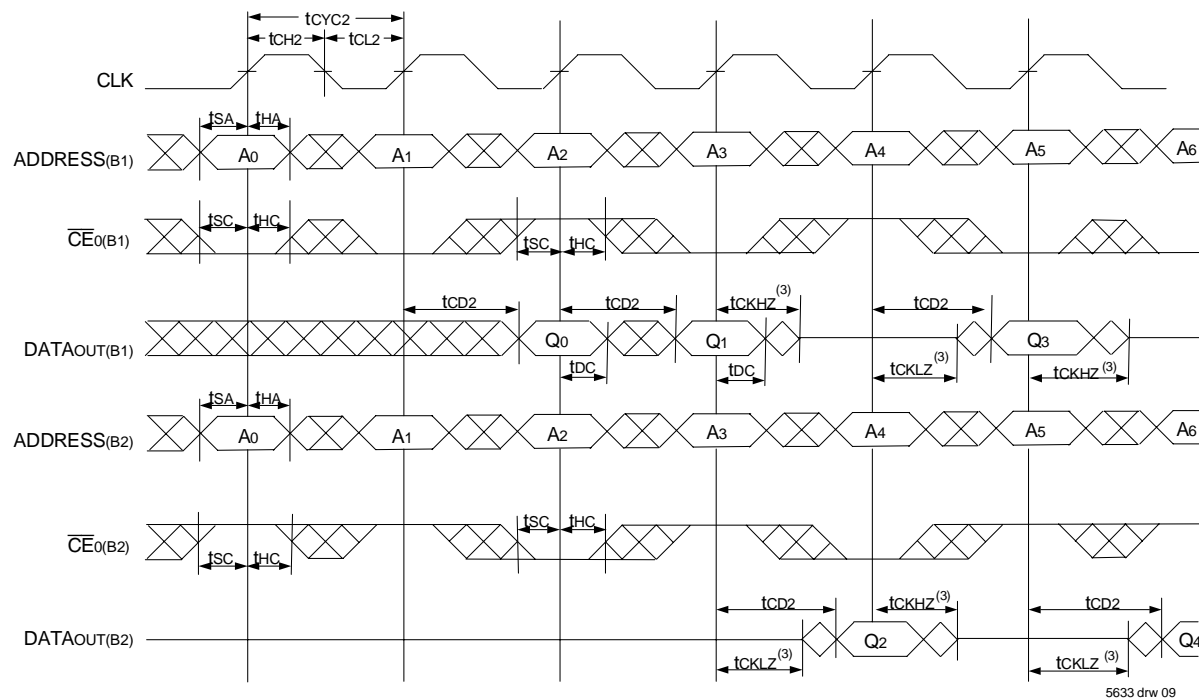 tCYC2
tCH2 tCL2
CLK
tSA tHA
ADDRESS(B1) A0 A1 A2 A3 A4 A5 A6
tSC tHC
CE0(B1)
tSC tHC
tCD2 tCD2 tCKHZ(3) tCD2
DATAOUT(B1) Q0 Q1 Q3
tDC tDC tCKLZ(3) tCKHZ(3)
tSA tHA
ADDRESS(B2) A0 A1 A2 A3 A4 A5 A6
tSC tHC
CE0(B2)
tSC tHC
tCD2 tCKHZ(3) tCD2
DATAOUT(B2) Q2 Q4
tCKLZ(3) tCKLZ(3)
5633 drw 09